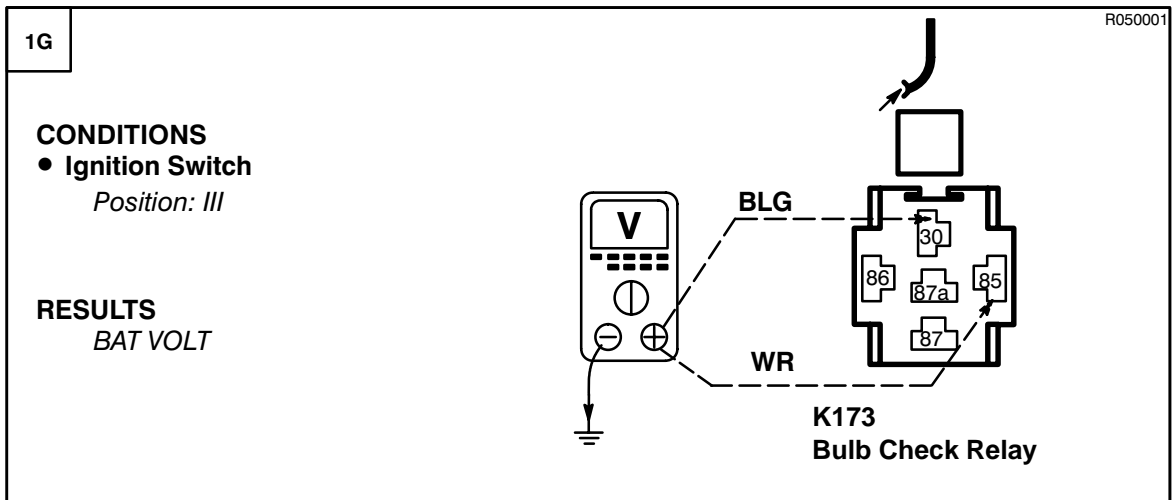 R050001
1G
CONDITIONS
● Ignition Switch
Position: III
RESULTS
BAT VOLT
V
BLG
WR
30
86
87a
85
87
K173
Bulb Check Relay